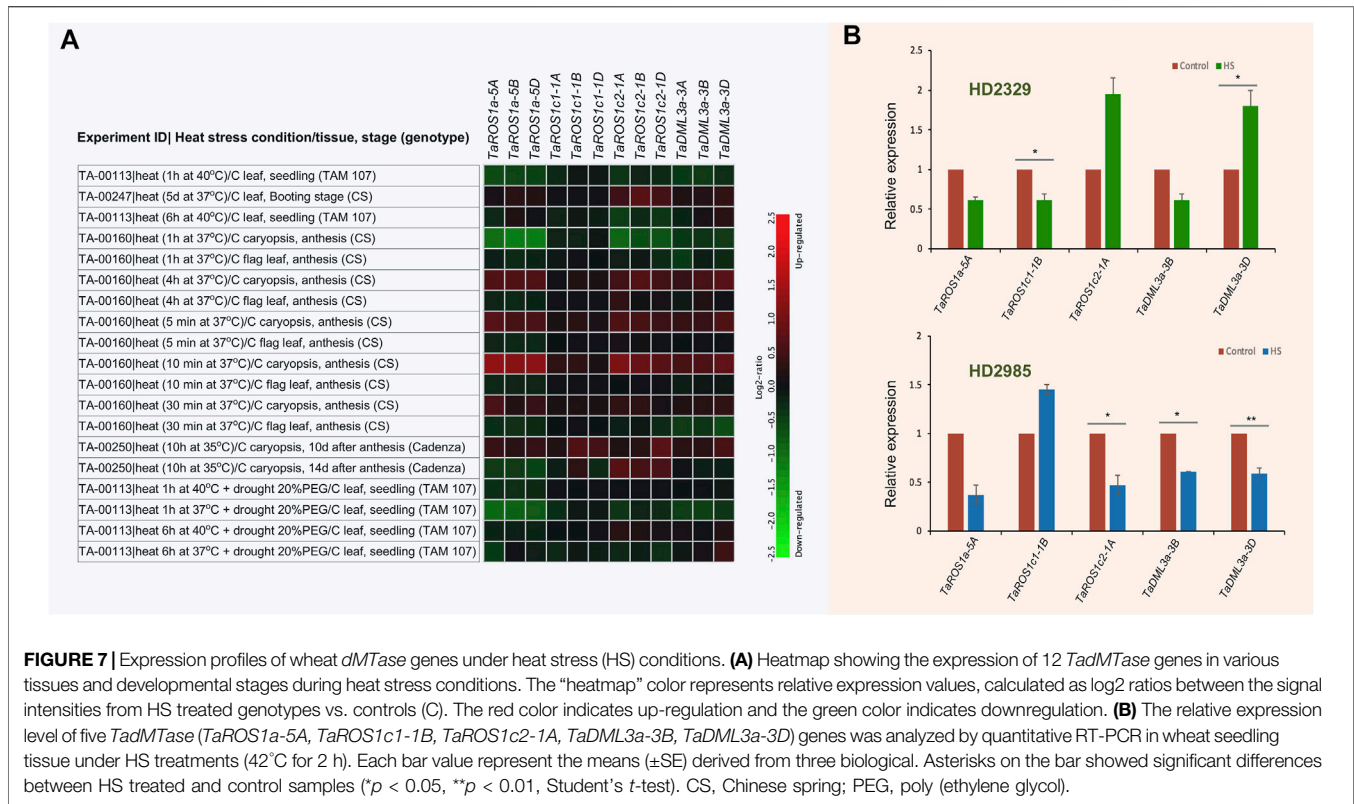 A
Experiment ID| Heat stress condition/tissue, stage (genotype)
TaROS1a-5A
TaROS1a-5B
TaROS1a-5D
TaROS1c1-1A
TaROS1c1-1B
TaROS1c1-1D
TaROS1c2-1A
TaROS1c2-1B
TaROS1c2-1D
TaDML3a-3A
TaDML3a-3B
TaDML3a-3D
TA-00113|heat (1h at 40°C)/C leaf, seedling (TAM 107)
TA-00247|heat (5d at 37°C)/C leaf, Booting stage (CS)
TA-00113|heat (6h at 40°C)/C leaf, seedling (TAM 107)
TA-00160|heat (1h at 37°C)/C caryopsis, anthesis (CS)
TA-00160|heat (1h at 37°C)/C flag leaf, anthesis (CS)
TA-00160|heat (4h at 37°C)/C caryopsis, anthesis (CS)
TA-00160|heat (4h at 37°C)/C flag leaf, anthesis (CS)
TA-00160|heat (5 min at 37°C)/C caryopsis, anthesis (CS)
TA-00160|heat (5 min at 37°C)/C flag leaf, anthesis (CS)
TA-00160|heat (10 min at 37°C)/C caryopsis, anthesis (CS)
TA-00160|heat (10 min at 37°C)/C flag leaf, anthesis (CS)
TA-00160|heat (30 min at 37°C)/C caryopsis, anthesis (CS)
TA-00160|heat (30 min at 37°C)/C flag leaf, anthesis (CS)
TA-00250|heat (10h at 35°C)/C caryopsis, 10d after anthesis (Cadenza)
TA-00250|heat (10h at 35°C)/C caryopsis, 14d after anthesis (Cadenza)
TA-00113|heat 1h at 40°C + drought 20%PEG/C leaf, seedling (TAM 107)
TA-00113|heat 1h at 37°C + drought 20%PEG/C leaf, seedling (TAM 107)
TA-00113|heat 6h at 40°C + drought 20%PEG/C leaf, seedling (TAM 107)
TA-00113|heat 6h at 37°C + drought 20%PEG/C leaf, seedling (TAM 107)
Log2-ratio
-2.5 -2.0 -1.5 -1.0 -0.5 0.0 0.5 1.0 1.5 2.0 2.5
Down-regulated
Up-regulated
B
Relative expression
2.5
2
1.5
1
0.5
0
HD2329
Control HS
*
*
TaROS1a-5A
TaROS1c1-1B
TaROS1c2-1A
TaDML3a-3B
TaDML3a-3D
Relative expression
2
1.5
1
0.5
0
HD2985
Control HS
*
*
**
TaROS1a-5A
TaROS1c1-1B
TaROS1c2-1A
TaDML3a-3B
TaDML3a-3D
FIGURE 7 | Expression profiles of wheat dMTase genes under heat stress (HS) conditions. (A) Heatmap showing the expression of 12 TadMTase genes in various
tissues and developmental stages during heat stress conditions. The “heatmap” color represents relative expression values, calculated as log2 ratios between the signal
intensities from HS treated genotypes vs. controls (C). The red color indicates up-regulation and the green color indicates downregulation. (B) The relative expression
level of five TadMTase (TaROS1a-5A, TaROS1c1-1B, TaROS1c2-1A, TaDML3a-3B, TaDML3a-3D) genes was analyzed by quantitative RT-PCR in wheat seedling
tissue under HS treatments (42°C for 2 h). Each bar value represent the means (±SE) derived from three biological. Asterisks on the bar showed significant differences
between HS treated and control samples (*p < 0.05, **p < 0.01, Student’s t-test). CS, Chinese spring; PEG, poly (ethylene glycol).